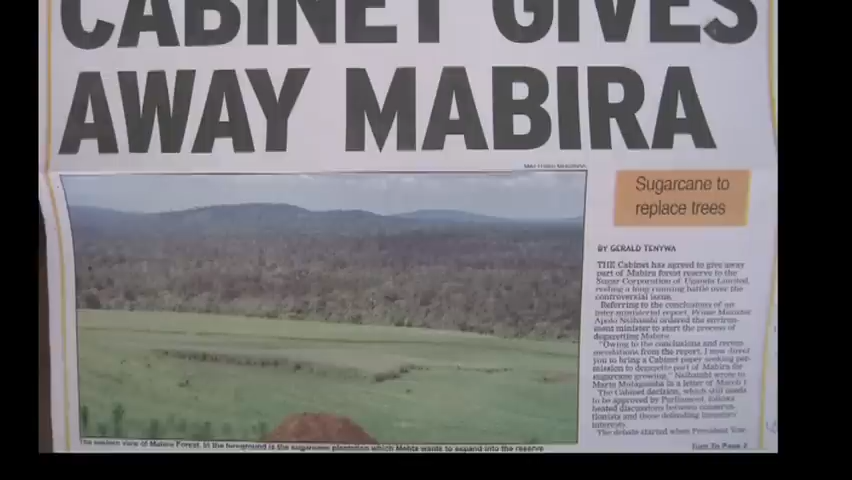 CABINET GIVES
AWAY MABIRA
Sugarcane to
replace trees
BY GERALD TENYWA
THE Cabinet has agreed to give away
part of Mabira forest reserve to the
Sugar Corporation of Uganda Limited,
ending a long running battle over the
controversial issue.
Referring to the conclusions of an
inter-ministerial report, Prime Minister
Apolo Nsibambi ordered the environ-
ment minister to start the process of
degazetting Mabira.
"Owing to the conclusions and recom-
mendations from the report, I now direct
you to bring a Cabinet paper seeking per-
mission to degazette part of Mabira for
sugarcane growing," Nsibambi wrote to
Maria Mutagamba in a letter of March 1
The Cabinet decision, which still needs
to be approved by Parliament, follows
heated discussions between conserva-
tionists and those defending
interests.
The debate started when President
Turn To Page 2
The western view of Mabira Forest. In the foreground is the sugarcane plantation which Mehta wants to expand into the reserve